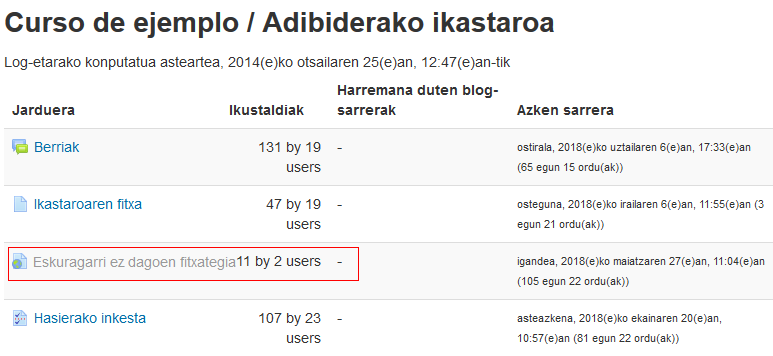 Curso de ejemplo / Adibiderako ikastaroa
Log-etarako konputatua asteartea, 2014(e)ko otsailaren 25(e)an, 12:47(e)an-tik
Jarduera Ikustaldiak Harremana duten blog-
sarrerak Azken sarrera
Berriak 131 by 19
users - ostirala, 2018(e)ko uztailaren 6(e)an, 17:33(e)an
(65 egun 15 ordu(ak))
Ikastaroaren fitxa 47 by 19
users - osteguna, 2018(e)ko irailaren 6(e)an, 11:55(e)an (3
egun 21 ordu(ak))
Eskuragarri ez dagoen fitxategia 11 by 2 users - igandea, 2018(e)ko maiatzaren 27(e)an, 11:04(e)an
(105 egun 22 ordu(ak))
Hasierako inkesta 107 by 23
users - asteazkena, 2018(e)ko ekainaren 20(e)an,
10:57(e)an (81 egun 22 ordu(ak))